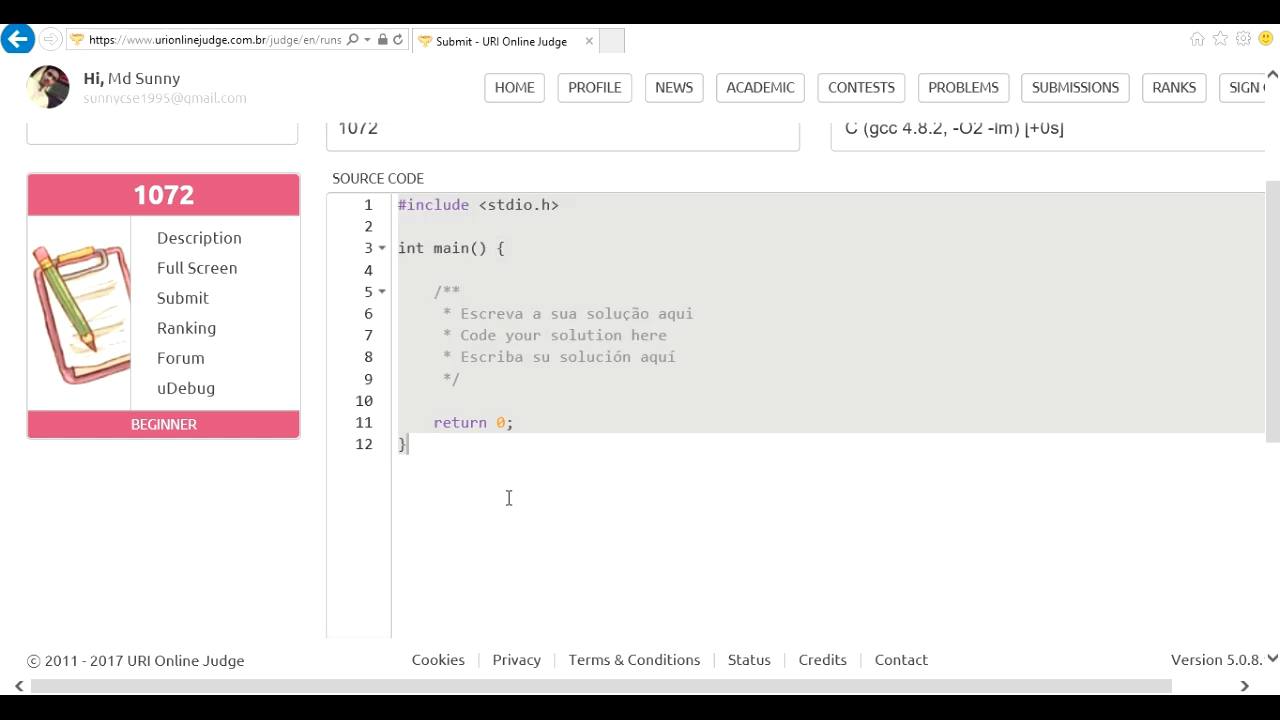 https://www.urionlinejudge.com.br/judge/en/runs
Submit - URI Online Judge
Hi, Md Sunny
sunnycse1995@gmail.com
HOME
PROFILE
NEWS
ACADEMIC
CONTESTS
PROBLEMS
SUBMISSIONS
RANKS
SIGN
1072
C (gcc 4.8.2, -O2 -lm) [+0s]
SOURCE CODE
1072
Description
Full Screen
Submit
Ranking
Forum
uDebug
BEGINNER
1 #include <stdio.h>
2
3 int main() {
4
5 /**
6 * Escreva a sua solução aqui
7 * Code your solution here
8 * Escriba su solución aquí
9 */
10
11 return 0;
12 }
© 2011 - 2017 URI Online Judge
Cookies
Privacy
Terms & Conditions
Status
Credits
Contact
Version 5.0.8.